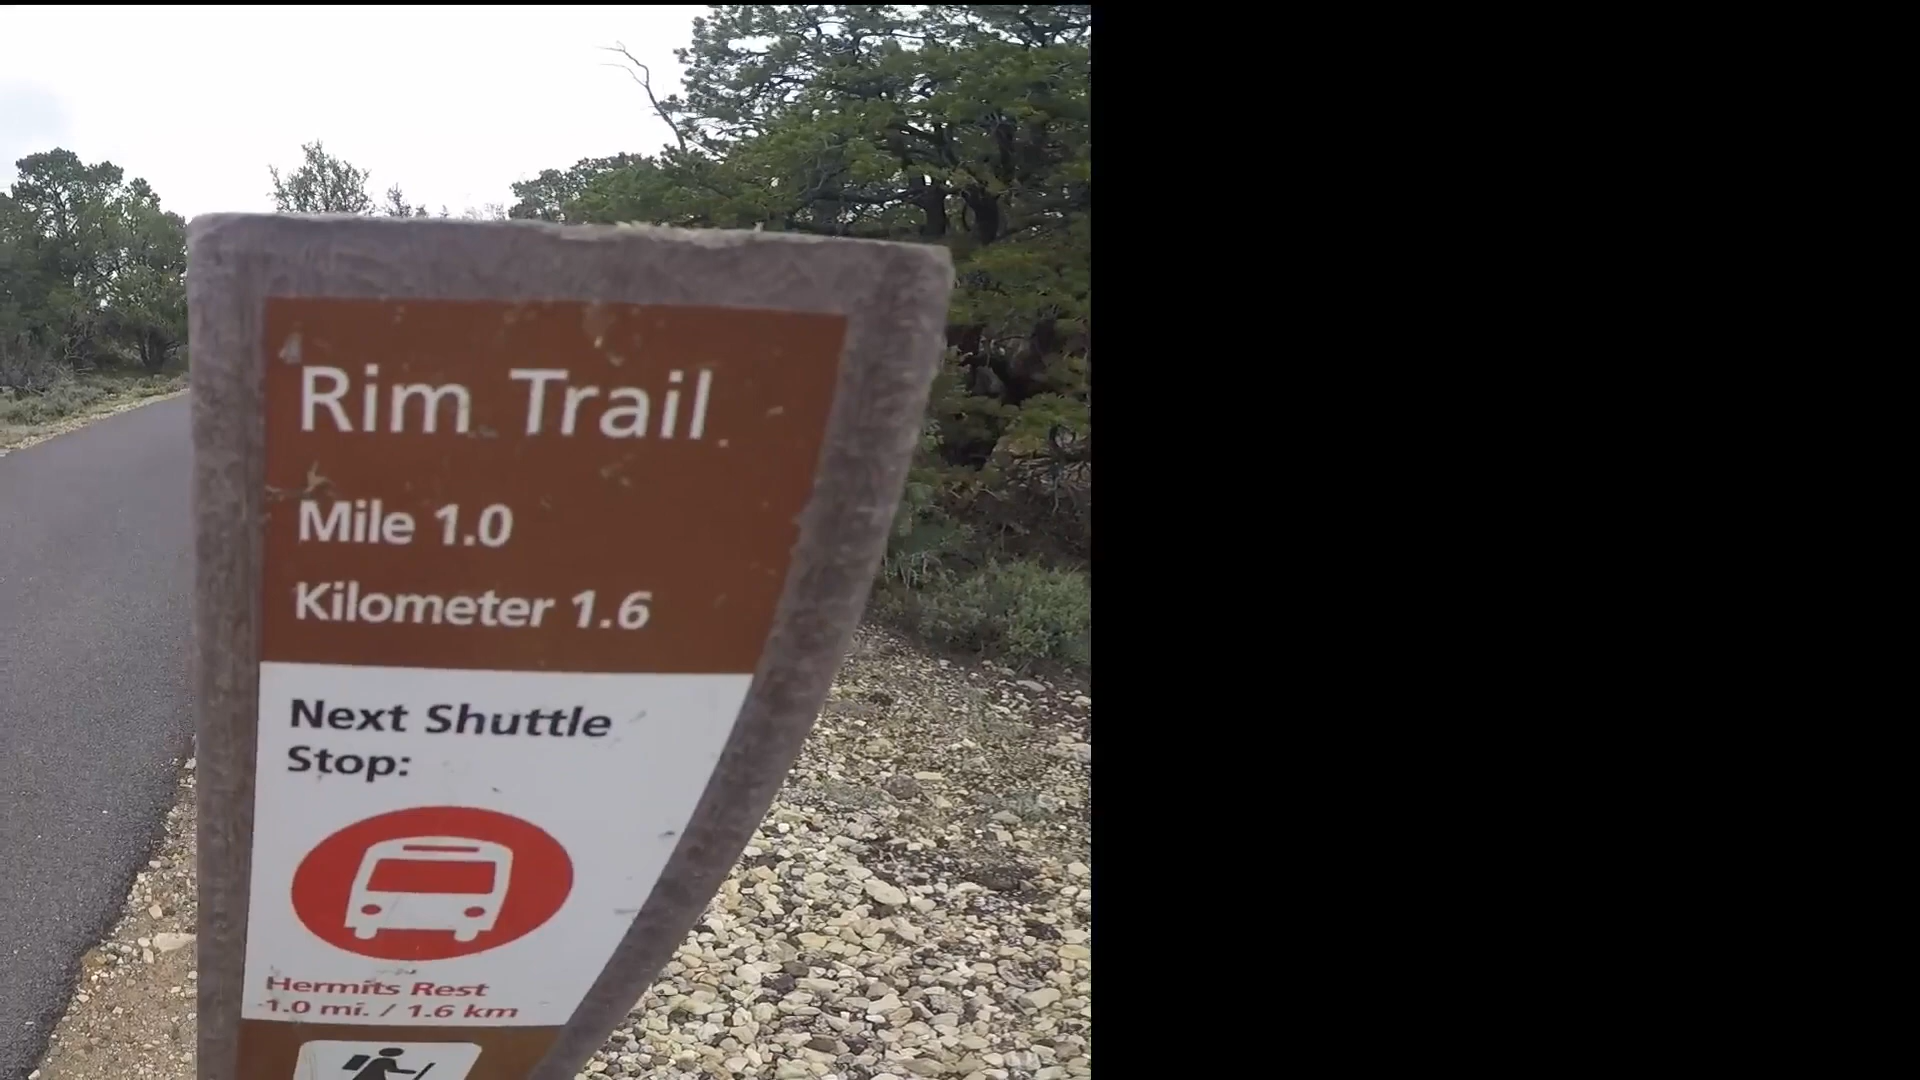 Rim Trail
Mile 1.0
Kilometer 1.6
Next Shuttle
Stop:
Hermits Rest
1.0 mi. / 1.6 km